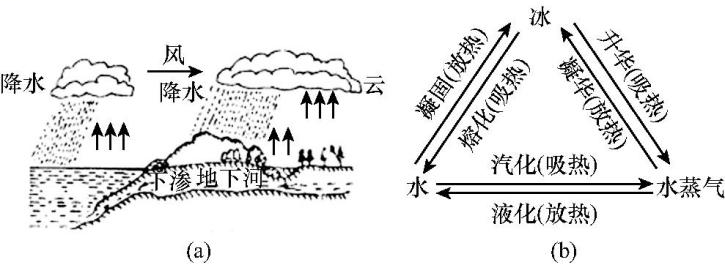 风
降水
降水
云
下渗地下河
(a)
冰
凝固(放热)
熔化(吸热)
升华(吸热)
凝华(放热)
汽化(吸热)
水
水蒸气
液化(放热)
(b)